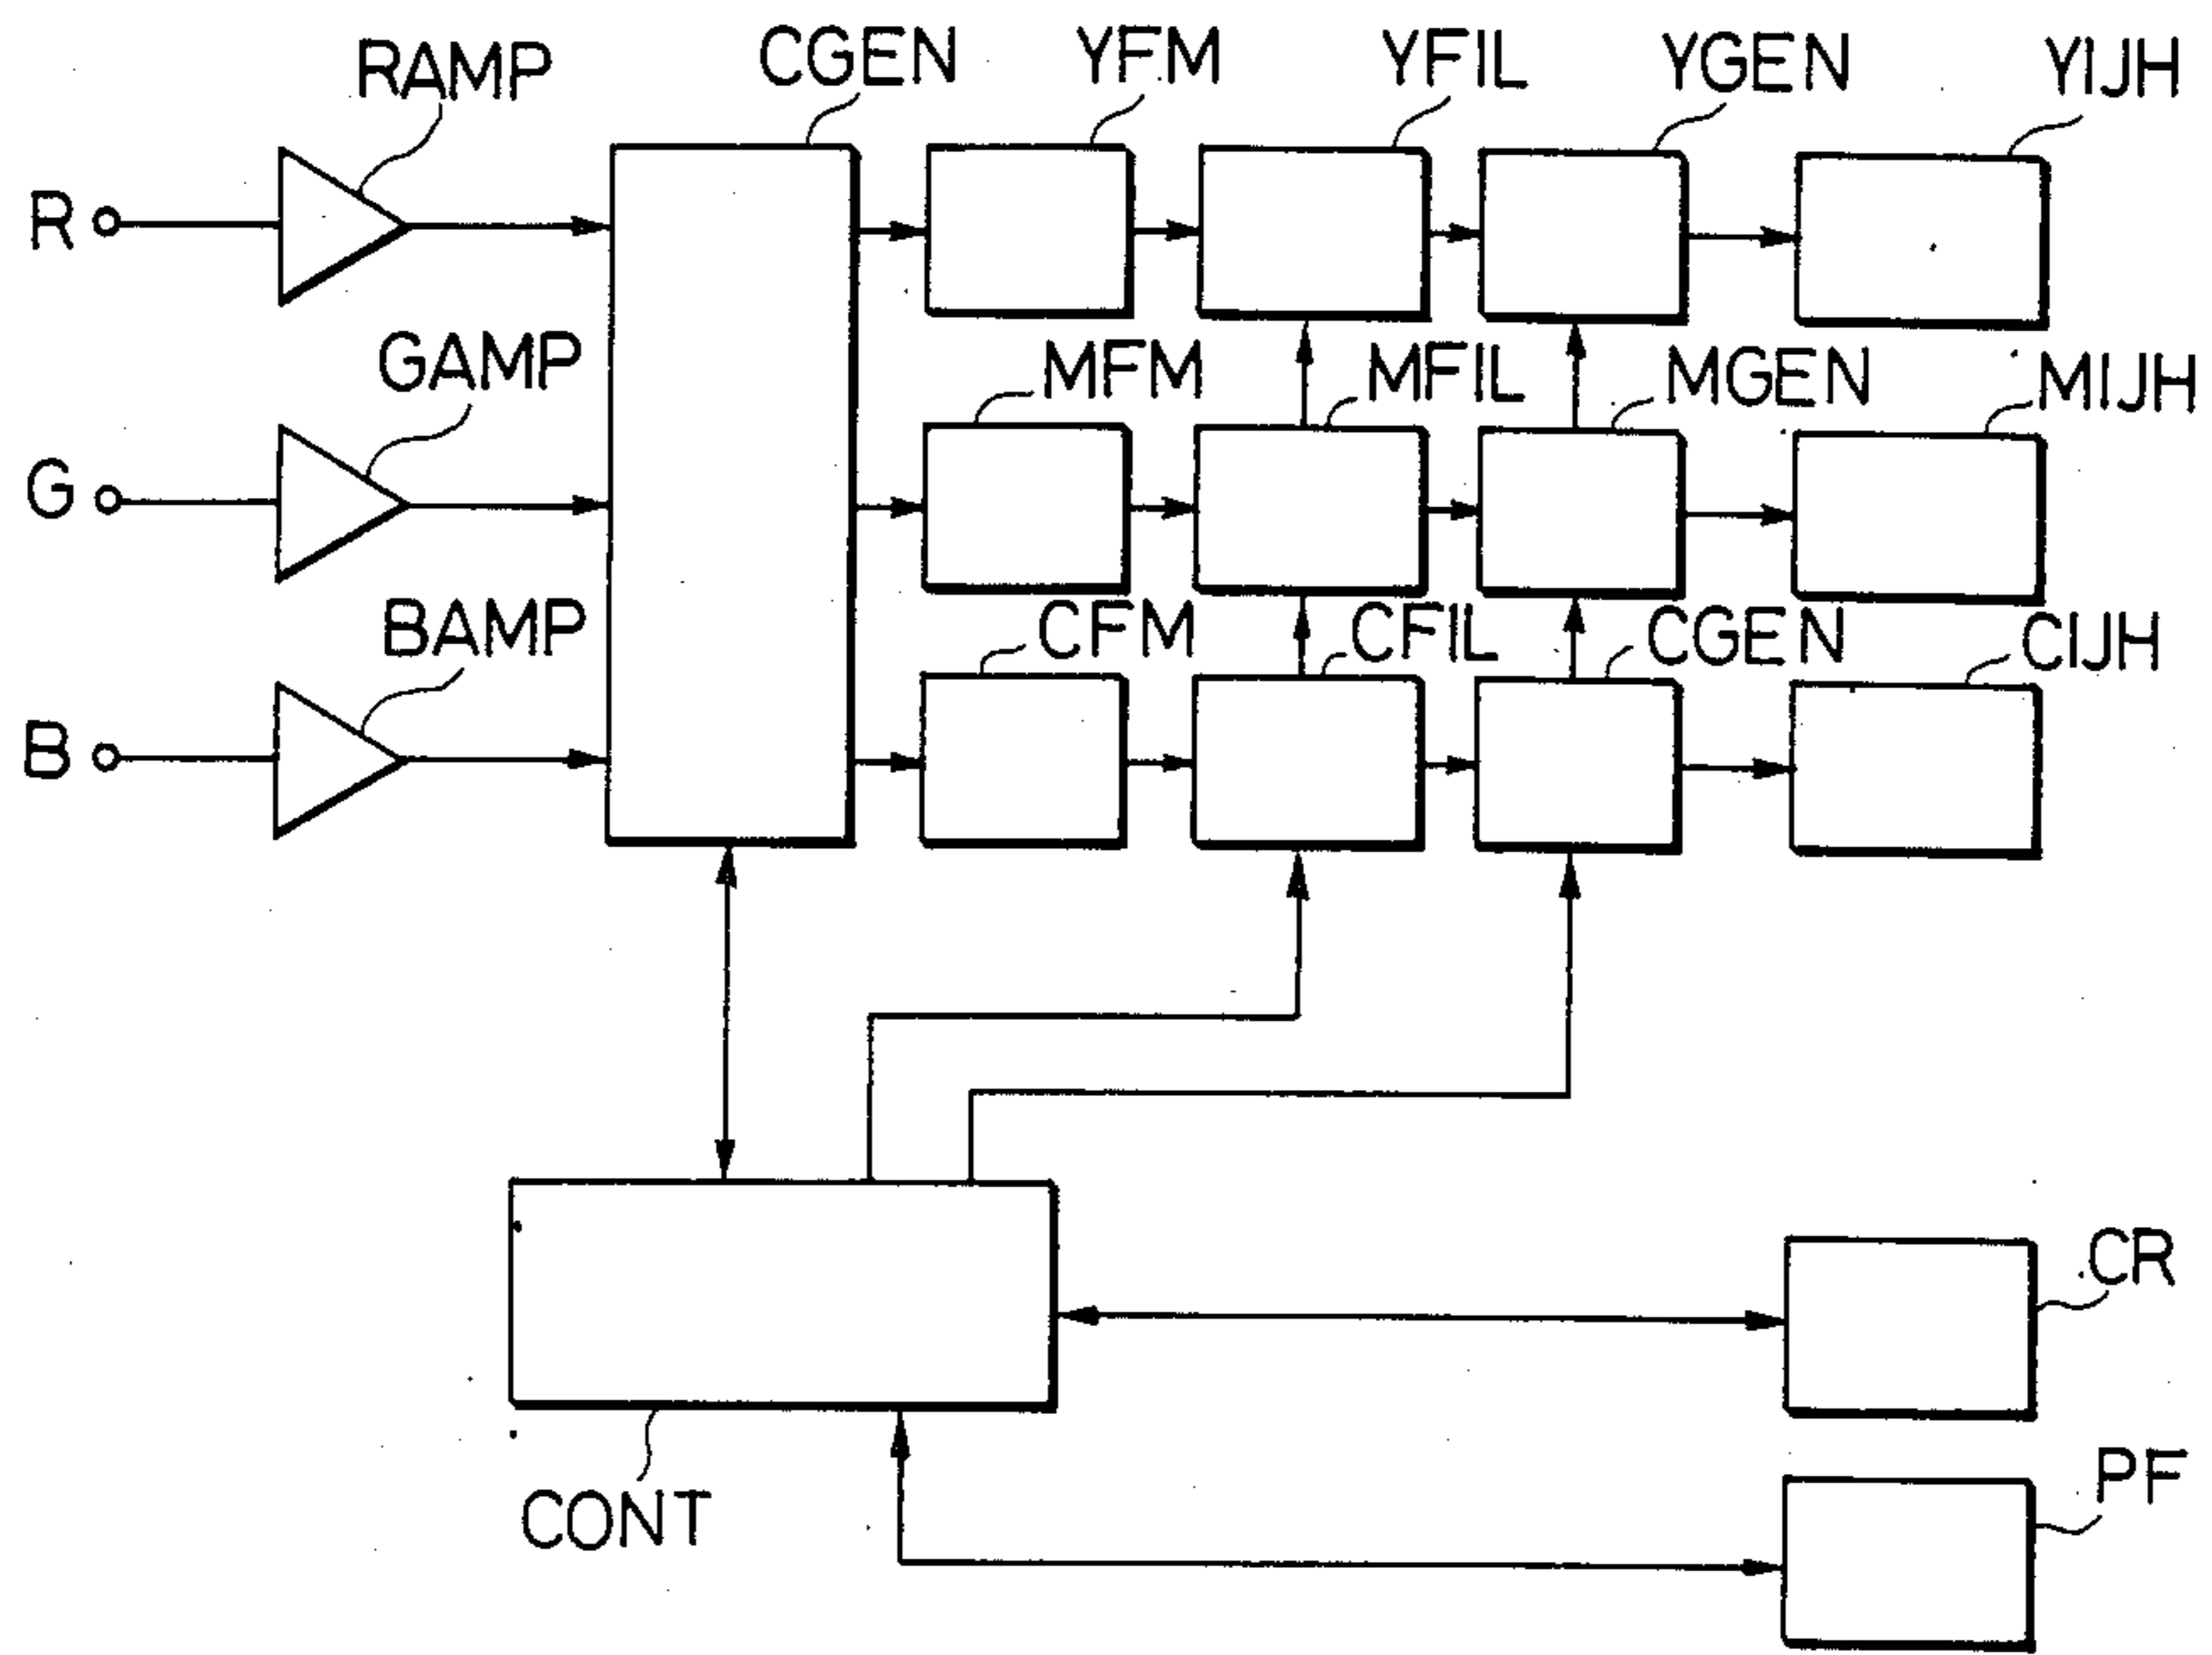 RAMP CGEN YFM YFIL YGEN YIJH
R
GAMP MFM MFIL MGEN MIJH
G
BAMP CFM CFIL CGEN CIJH
B
CR
PF
CONT